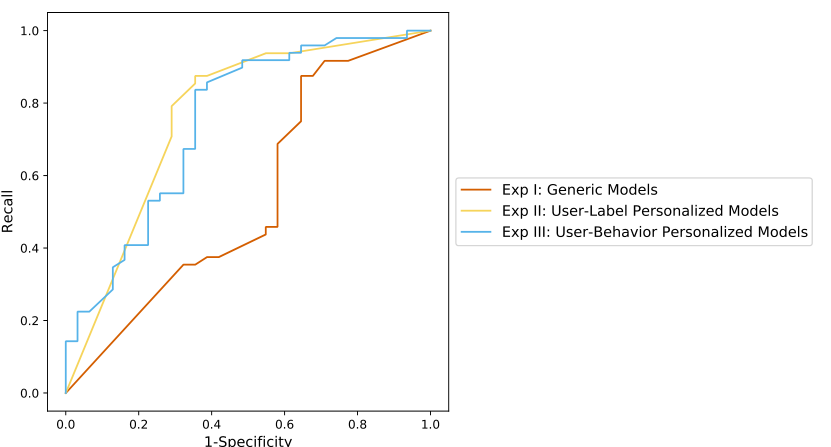 1.0
0.8
0.6
0.4
0.2
0.0
Recall
0.0 0.2 0.4 0.6 0.8 1.0
1-Specificity
Exp I: Generic Models
Exp II: User-Label Personalized Models
Exp III: User-Behavior Personalized Models